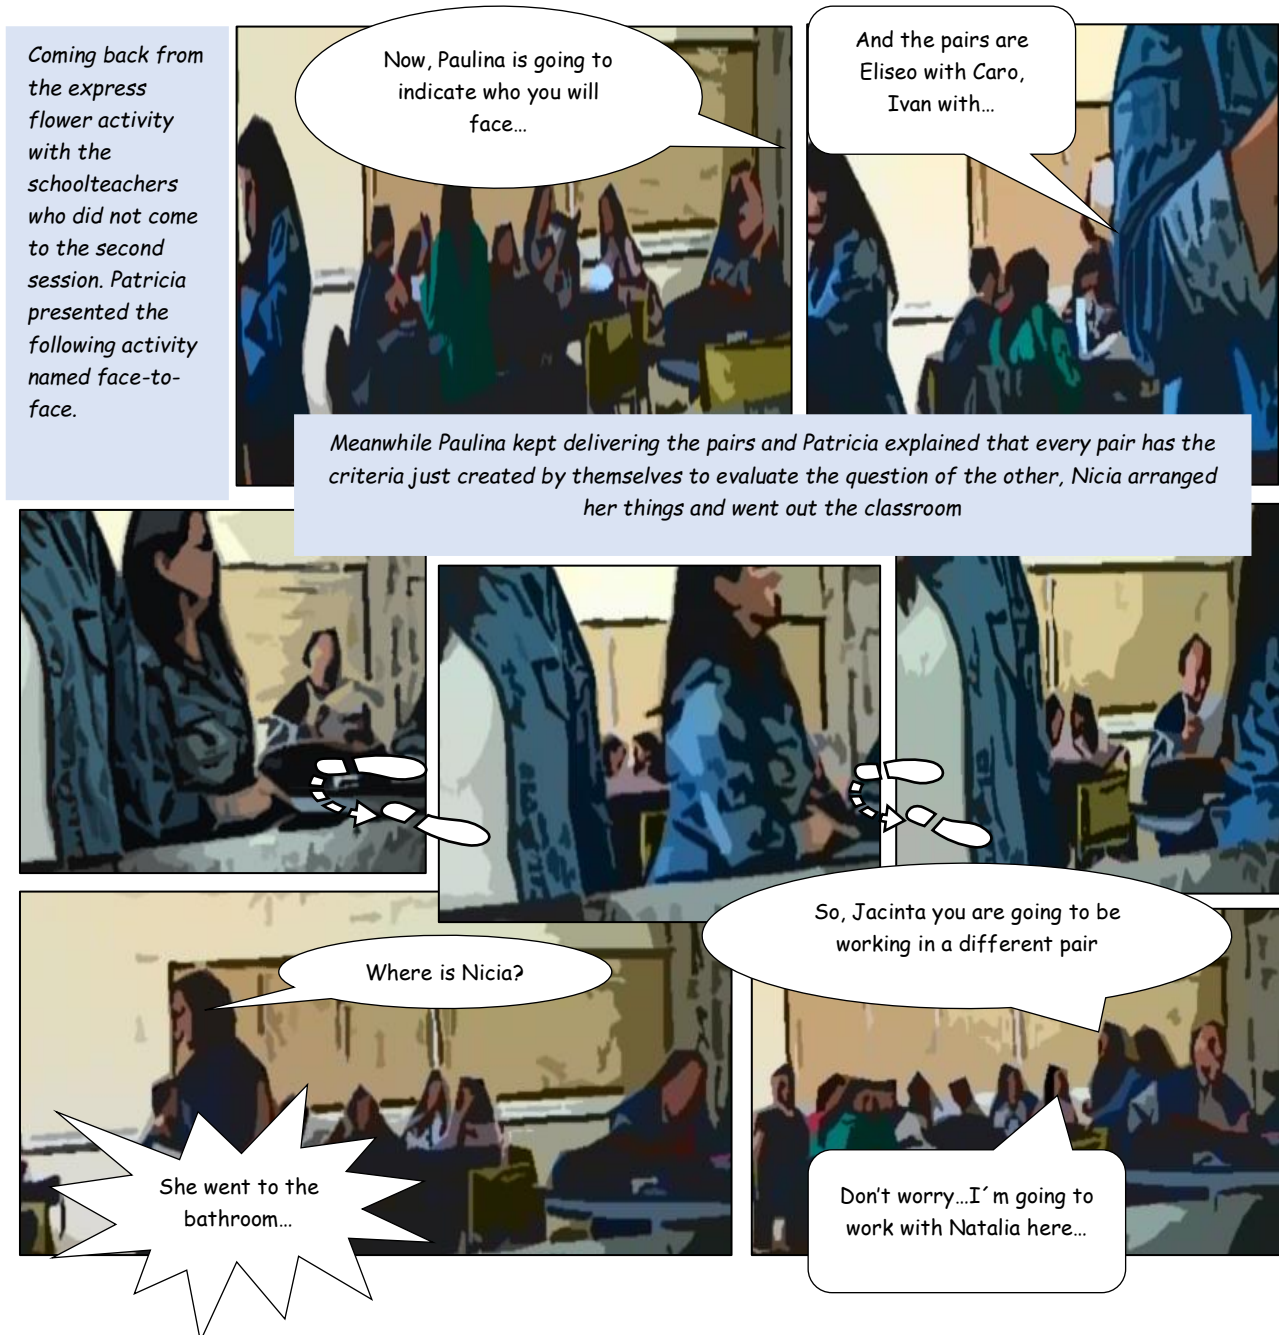 Coming back from
the express
flower activity
with the
schoolteachers
who did not come
to the second
session. Patricia
presented the
following activity
named face-to-
face.
Now, Paulina is going to
indicate who you will
face…
And the pairs are
Eliseo with Caro,
Ivan with…
Meanwhile Paulina kept delivering the pairs and Patricia explained that every pair has the
criteria just created by themselves to evaluate the question of the other, Nicia arranged
her things and went out the classroom
Where is Nicia?
She went to the
bathroom…
So, Jacinta you are going to be
working in a different pair
Don’t worry…I´m going to
work with Natalia here…